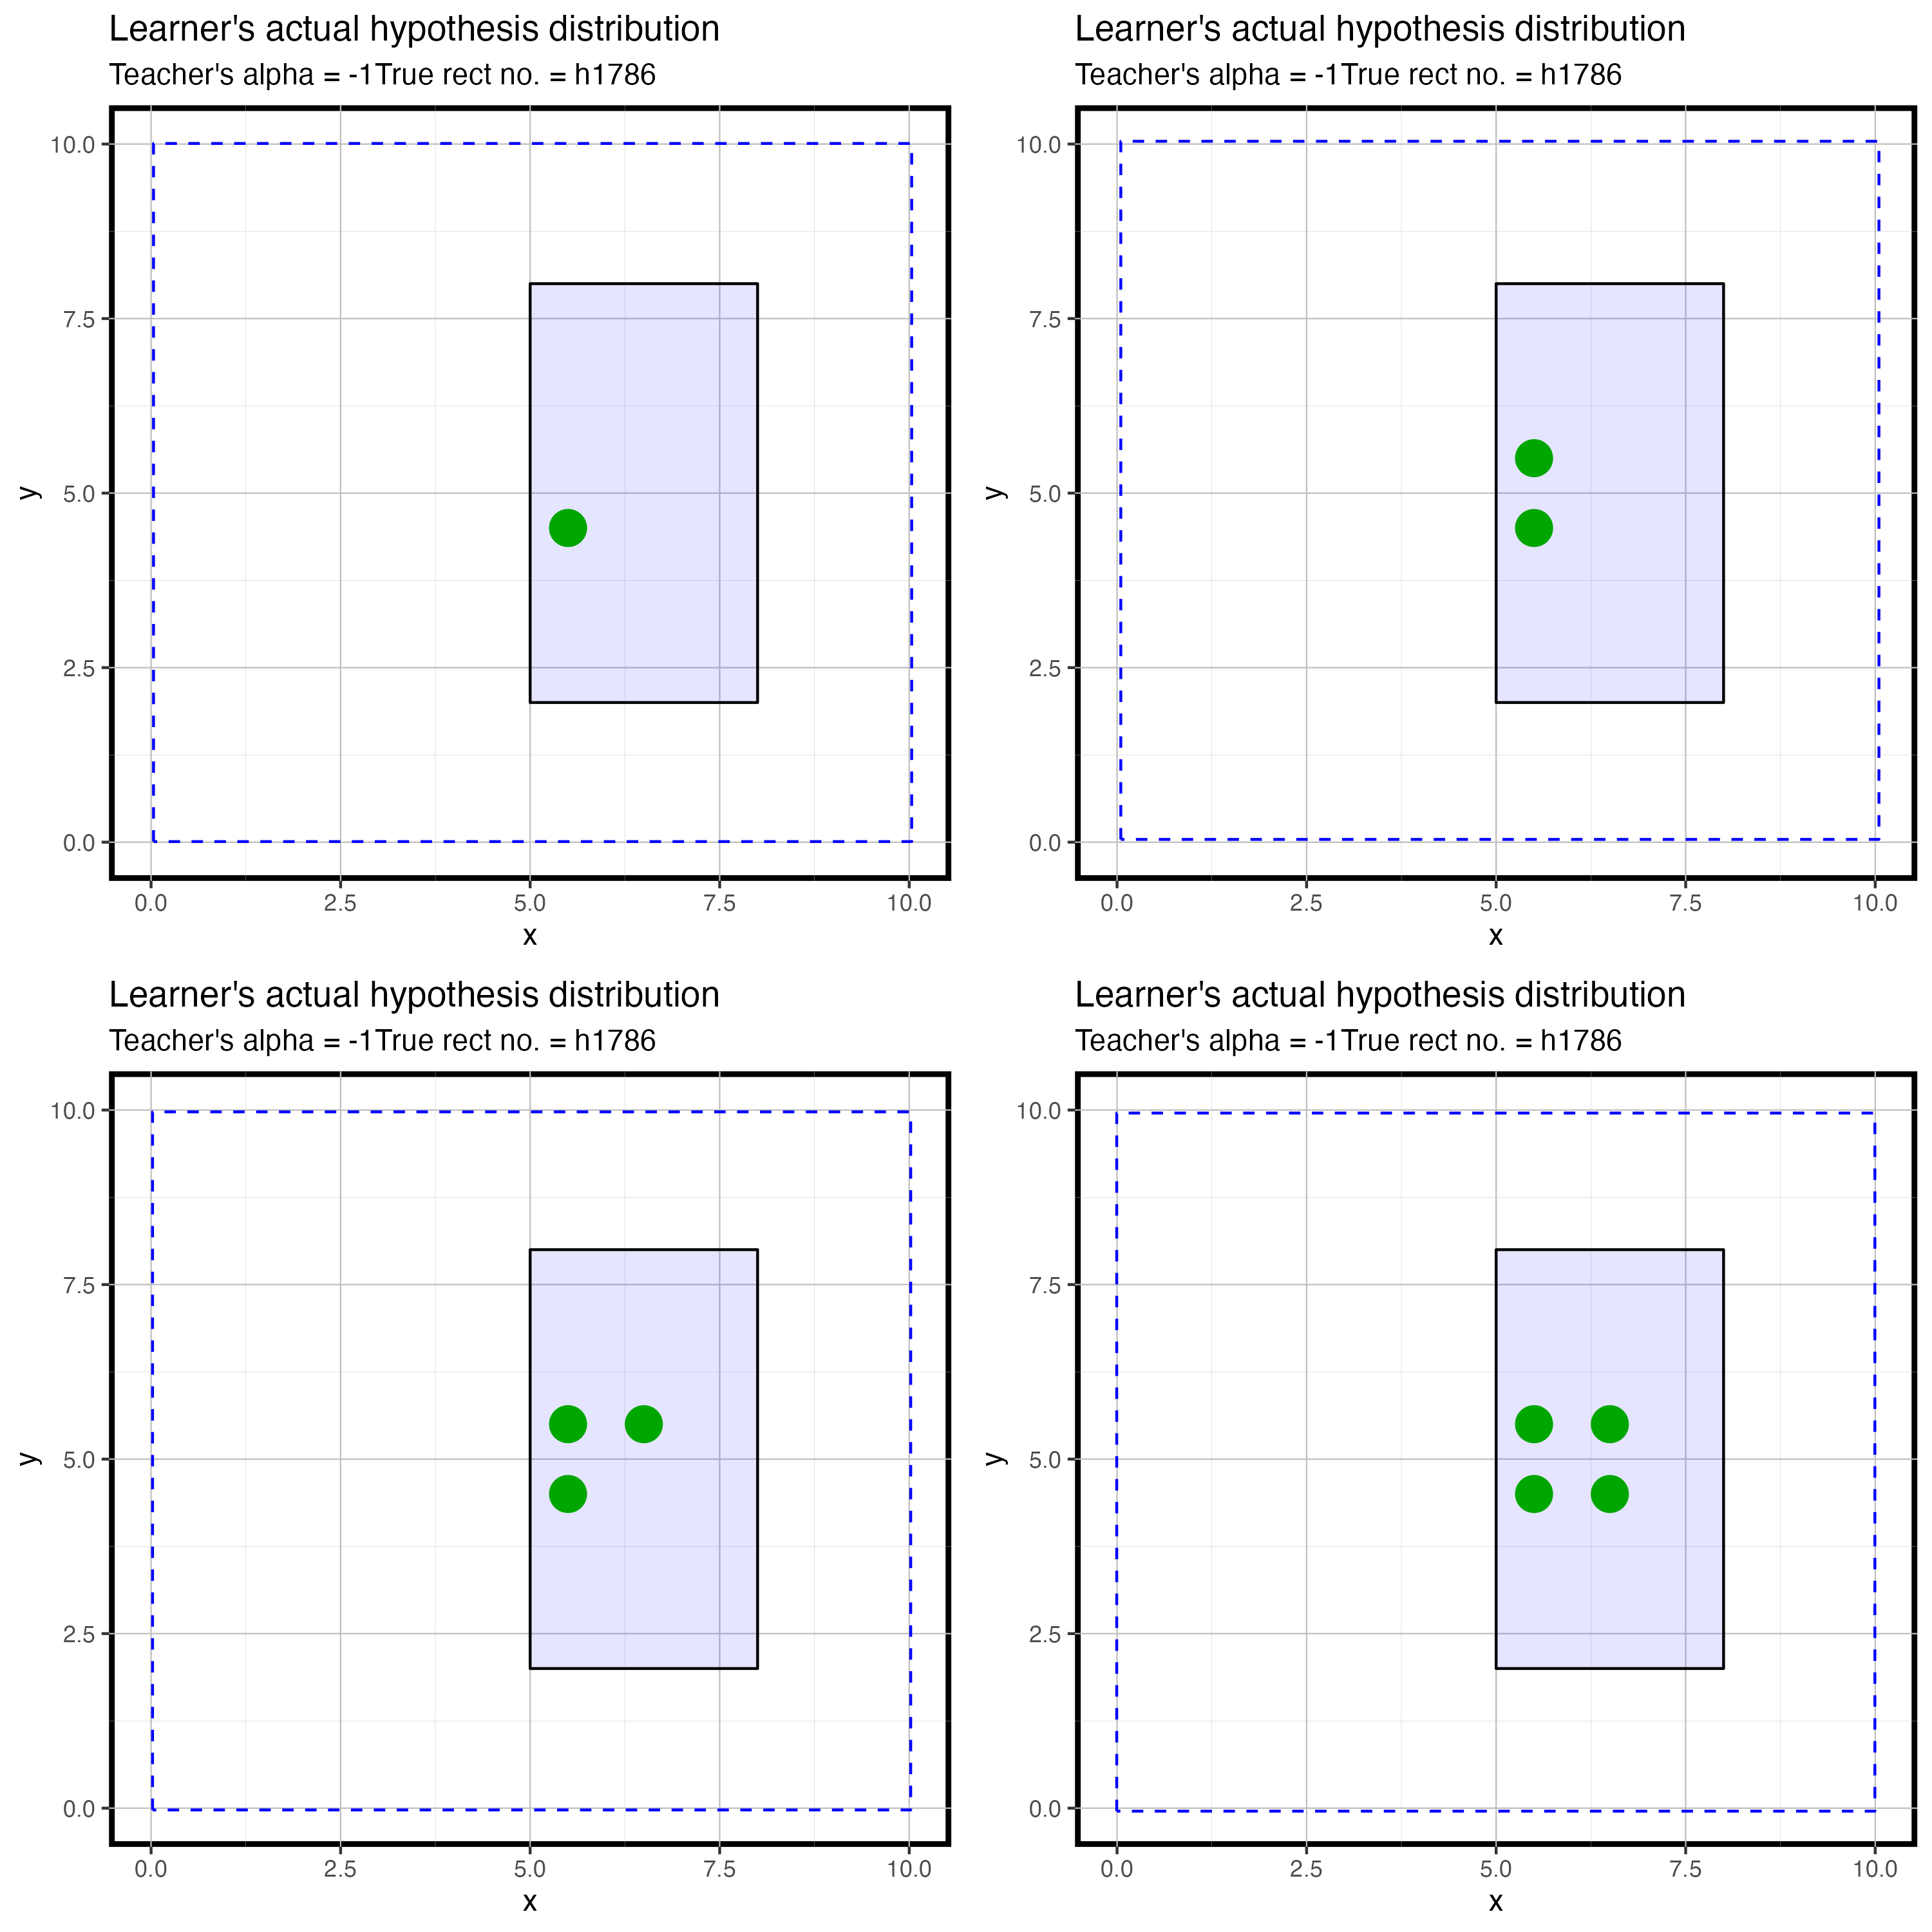 Learner's actual hypothesis distribution
Teacher's alpha = -1True rect no. = h1786
10.0
7.5
y
5.0
2.5
0.0
0.0 2.5 5.0 7.5 10.0
x
Learner's actual hypothesis distribution
Teacher's alpha = -1True rect no. = h1786
10.0
7.5
y
5.0
2.5
0.0
0.0 2.5 5.0 7.5 10.0
x
Learner's actual hypothesis distribution
Teacher's alpha = -1True rect no. = h1786
10.0
7.5
y
5.0
2.5
0.0
0.0 2.5 5.0 7.5 10.0
x
Learner's actual hypothesis distribution
Teacher's alpha = -1True rect no. = h1786
10.0
7.5
y
5.0
2.5
0.0
0.0 2.5 5.0 7.5 10.0
x